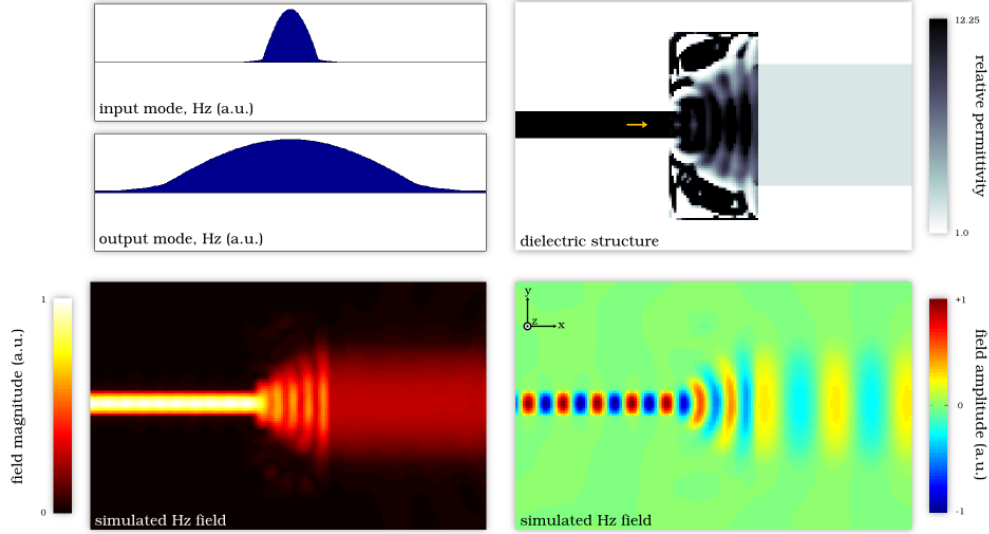 input mode, Hz (a.u.)
output mode, Hz (a.u.)
dielectric structure
12.25
relative permittivity
1.0
field magnitude (a.u.)
1
0
simulated Hz field
y
z
x
simulated Hz field
+1
0
-1
field amplitude (a.u.)